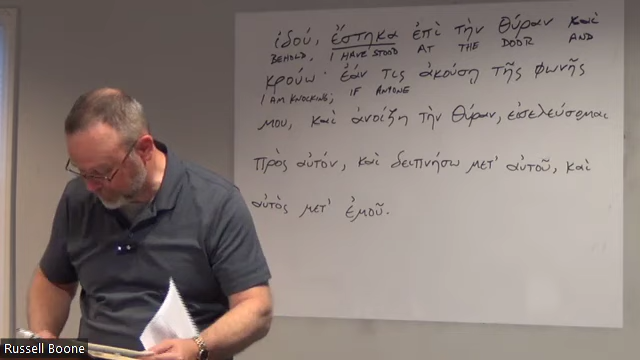 ἰδού, ἕστηκα ἐπὶ τὴν θύραν καὶ
BEHOLD, I HAVE STOOD AT THE DOOR AND
κρούω· ἐάν τις ἀκούσῃ τῆς φωνῆς
I AM KNOCKING; IF ANYONE
μου, καὶ ἀνοίξῃ τὴν θύραν, εἰσελεύσομαι
πρὸς αὐτόν, καὶ δειπνήσω μετ' αὐτοῦ, καὶ
αὐτὸς μετ' ἐμοῦ.
Russell Boone